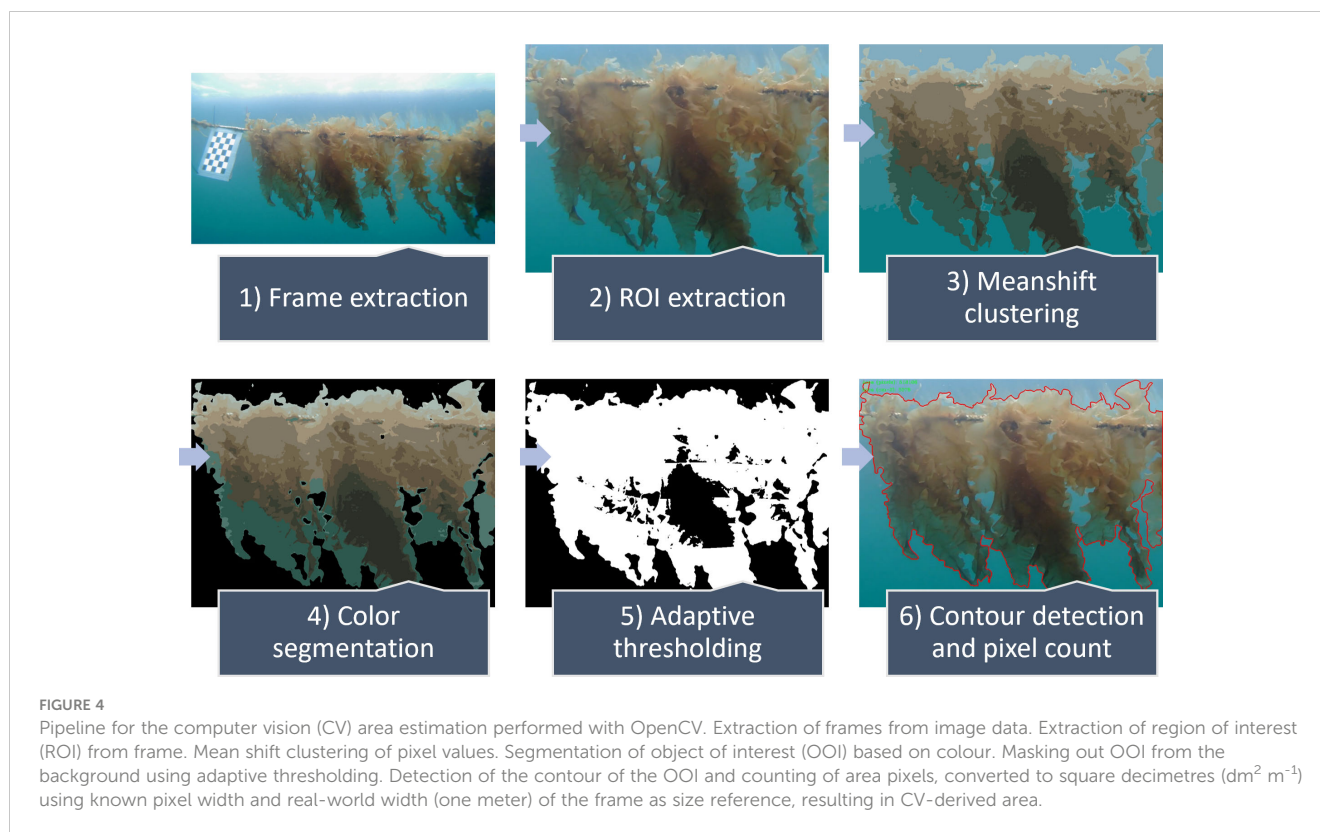 1) Frame extraction
2) ROI extraction
3) Meanshift
clustering
4) Color
segmentation
5) Adaptive
thresholding
6) Contour detection
and pixel count
FIGURE 4
Pipeline for the computer vision (CV) area estimation performed with OpenCV. Extraction of frames from image data. Extraction of region of interest
(ROI) from frame. Mean shift clustering of pixel values. Segmentation of object of interest (OOI) based on colour. Masking out OOI from the
background using adaptive thresholding. Detection of the contour of the OOI and counting of area pixels, converted to square decimetres (dm² m⁻¹)
using known pixel width and real-world width (one meter) of the frame as size reference, resulting in CV-derived area.